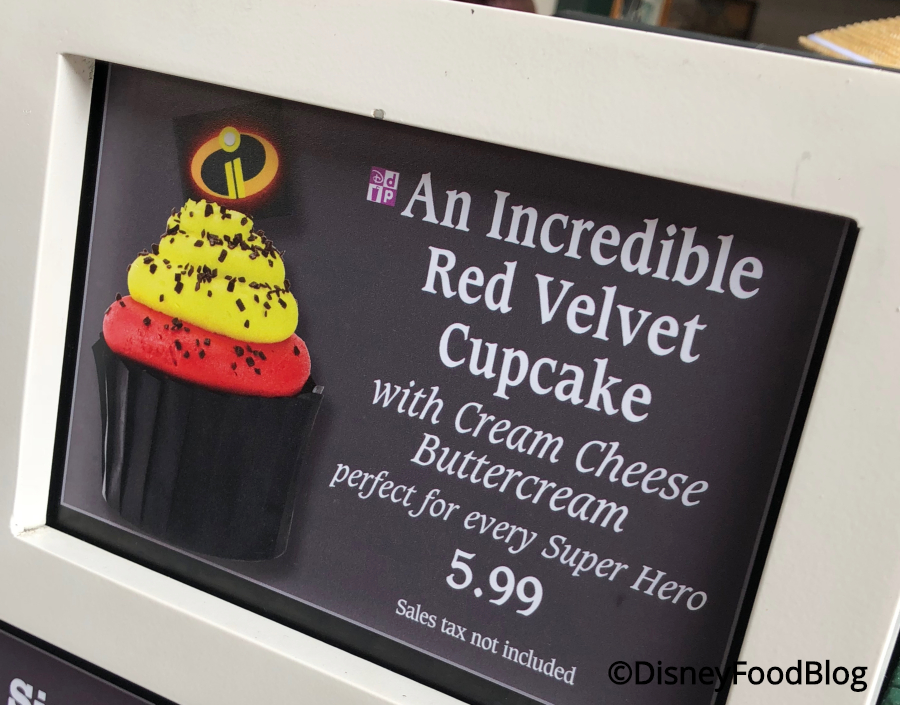 D d
i p
An Incredible
Red Velvet
Cupcake
with Cream Cheese
Buttercream
perfect for every Super Hero
5.99
Sales tax not included
©DisneyFoodBlog